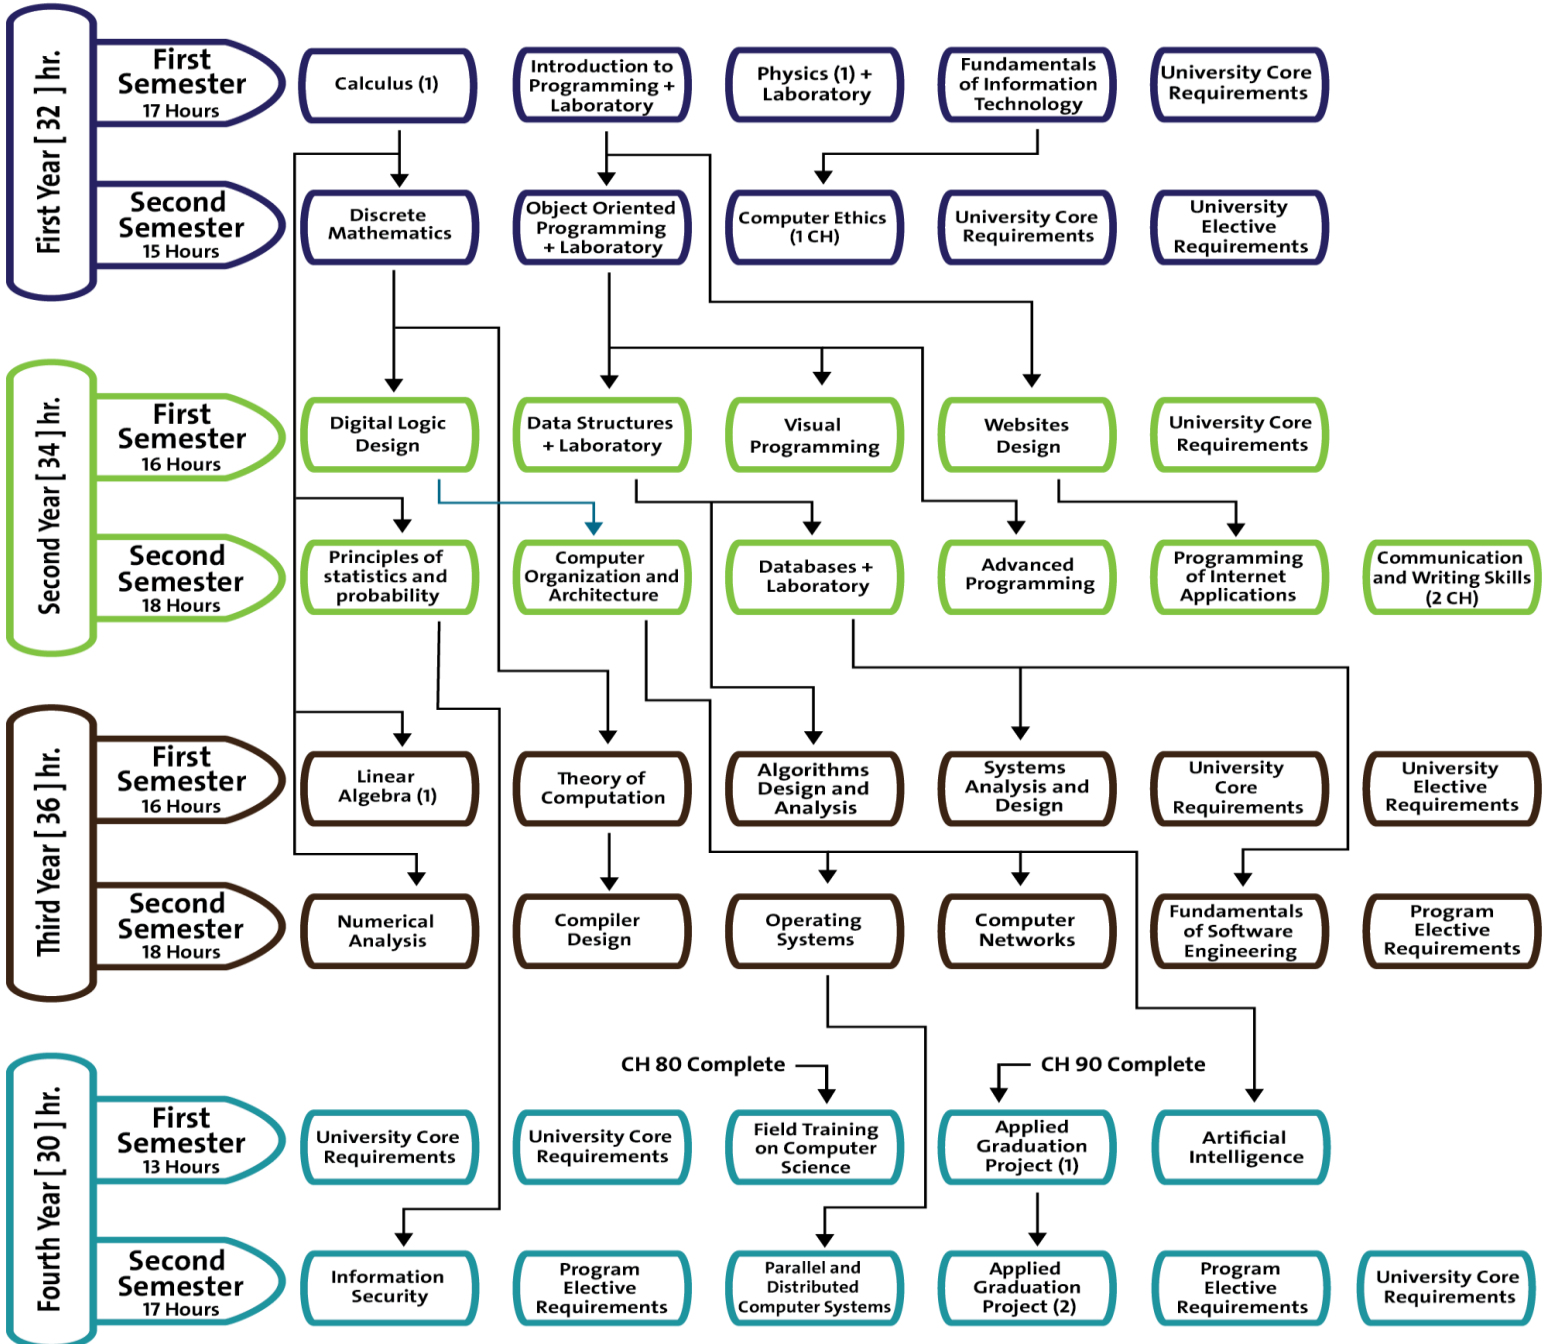 First Year [ 32 ] hr.
First
Semester
17 Hours
Calculus (1)
Introduction to
Programming +
Laboratory
Physics (1) +
Laboratory
Fundamentals
of Information
Technology
University Core
Requirements
Second
Semester
15 Hours
Discrete
Mathematics
Object Oriented
Programming
+ Laboratory
Computer Ethics
(1 CH)
University Core
Requirements
University
Elective
Requirements
Second Year [ 34 ] hr.
First
Semester
16 Hours
Digital Logic
Design
Data Structures
+ Laboratory
Visual
Programming
Websites
Design
University Core
Requirements
Second
Semester
18 Hours
Principles of
statistics and
probability
Computer
Organization and
Architecture
Databases +
Laboratory
Advanced
Programming
Programming
of Internet
Applications
Communication
and Writing Skills
(2 CH)
Third Year [ 36 ] hr.
First
Semester
16 Hours
Linear
Algebra (1)
Theory of
Computation
Algorithms
Design and
Analysis
Systems
Analysis and
Design
University
Core
Requirements
University
Elective
Requirements
Second
Semester
18 Hours
Numerical
Analysis
Compiler
Design
Operating
Systems
Computer
Networks
Fundamentals
of Software
Engineering
Program
Elective
Requirements
Fourth Year [ 30 ] hr.
CH 80 Complete
CH 90 Complete
First
Semester
13 Hours
University Core
Requirements
University Core
Requirements
Field Training
on Computer
Science
Applied
Graduation
Project (1)
Artificial
Intelligence
Second
Semester
17 Hours
Information
Security
Program
Elective
Requirements
Parallel and
Distributed
Computer Systems
Applied
Graduation
Project (2)
Program
Elective
Requirements
University Core
Requirements